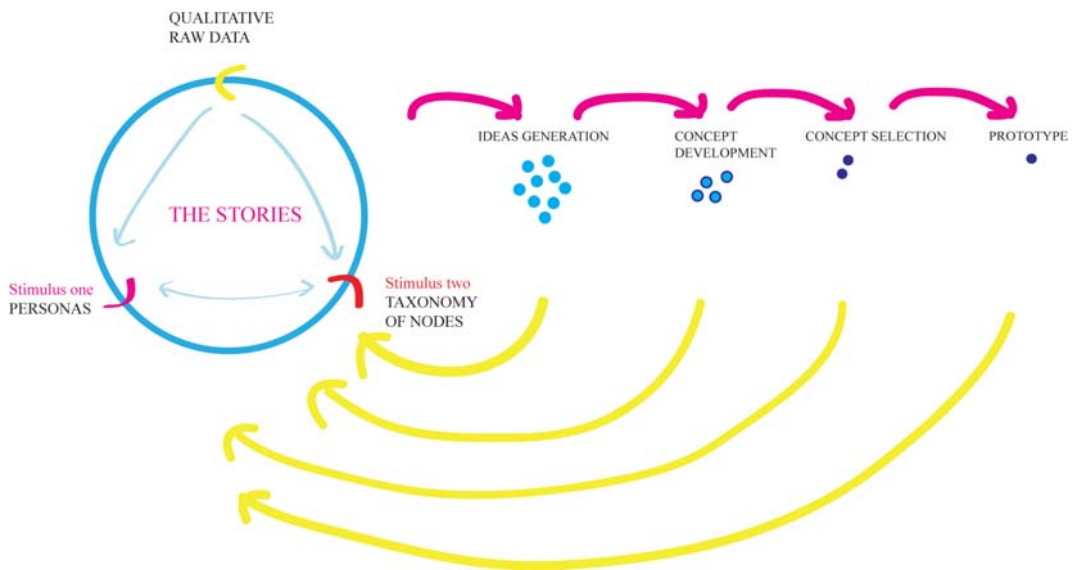 QUALITATIVE
RAW DATA
THE STORIES
Stimulus one
PERSONAS
Stimulus two
TAXONOMY
OF NODES
IDEAS GENERATION
CONCEPT
DEVELOPMENT
CONCEPT SELECTION
PROTOTYPE